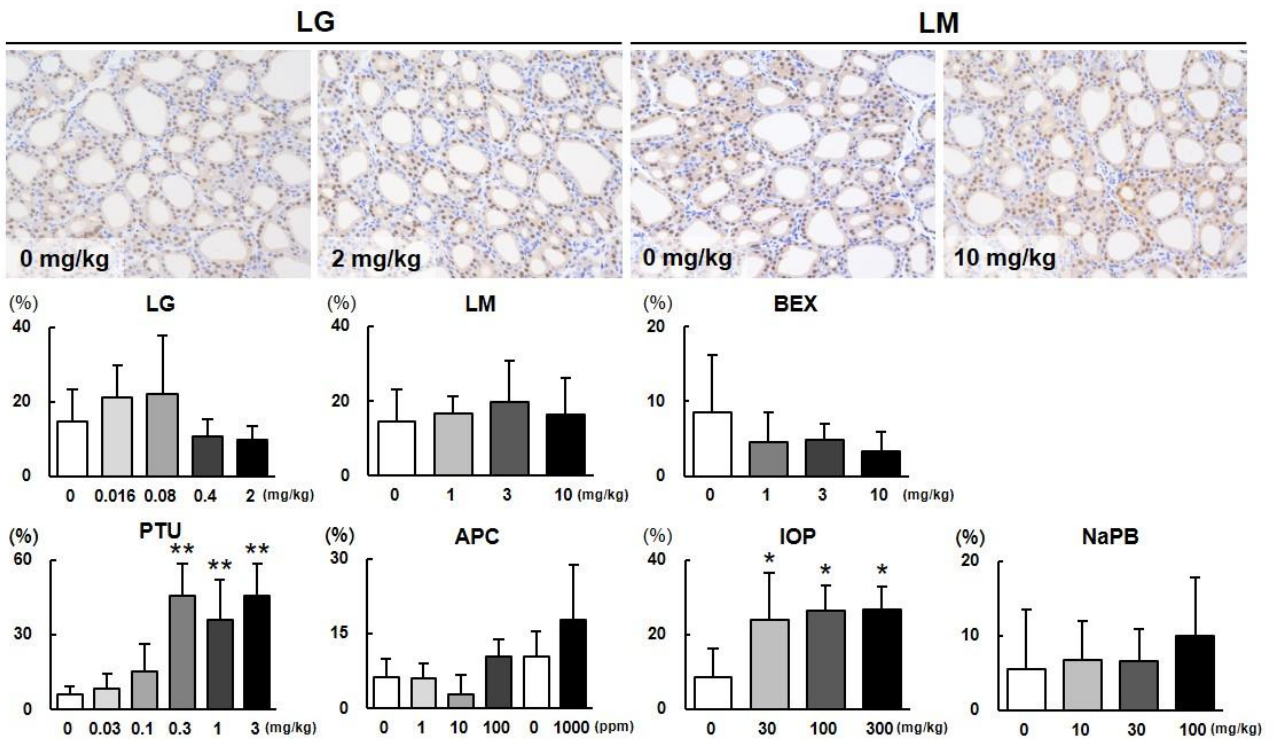 LG LM
0 mg/kg 2 mg/kg 0 mg/kg 10 mg/kg
(%) LG
40
20
0
0 0.016 0.08 0.4 2 (mg/kg)
(%) LM
40
20
0
0 1 3 10 (mg/kg)
(%) BEX
20
10
0
0 1 3 10 (mg/kg)
(%) PTU
60
30
0
** ** **
0 0.03 0.1 0.3 1 3 (mg/kg)
(%) APC
30
15
0
0 1 10 100 0 1000 (ppm)
(%) IOP
40
20
0
* * *
0 30 100 300 (mg/kg)
(%) NaPB
20
10
0
0 10 30 100 (mg/kg)